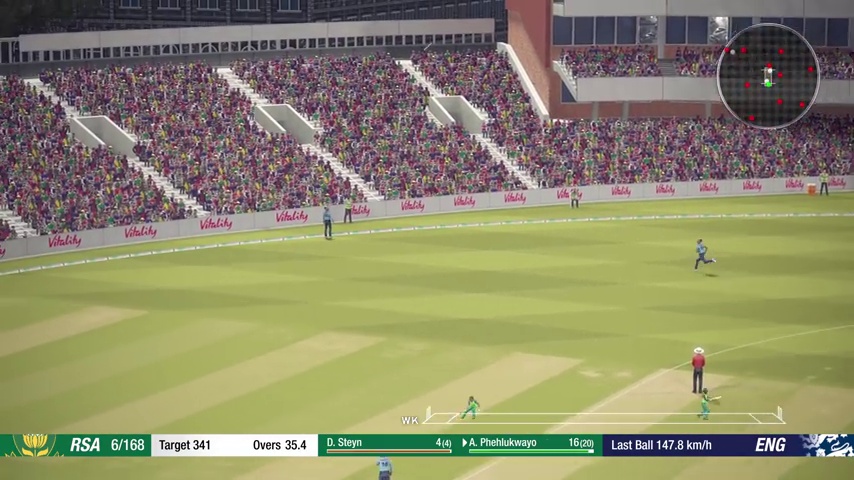 Vitality Vitality Vitality Vitality Vitality Vitality Vitality Vitality Vitality Vitality Vitality Vitality Vitality
WK
RSA 6/168 Target 341 Overs 35.4 D. Steyn 4(4) A. Phehlukwayo 16(20) Last Ball 147.8 km/h ENG